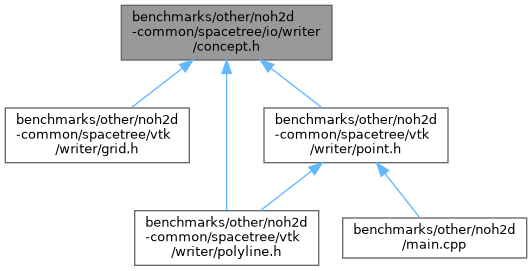 benchmarks/other/noh2d
-common/spacetree/io/writer
/concept.h
benchmarks/other/noh2d
-common/spacetree/vtk
/writer/grid.h
benchmarks/other/noh2d
-common/spacetree/vtk
/writer/point.h
benchmarks/other/noh2d
-common/spacetree/vtk
/writer/polyline.h
benchmarks/other/noh2d
/main.cpp